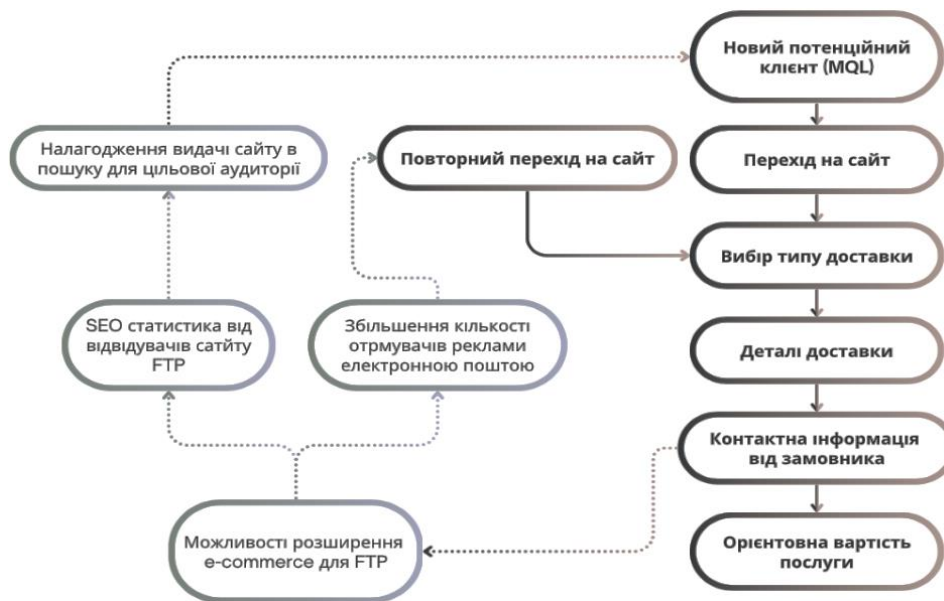 Новий потенційний
клієнт (MQL)
Налагодження видачі сайту в
пошуку для цільової аудиторії
Повторний перехід на сайт
Перехід на сайт
Вибір типу доставки
SEO статистика від
відвідувачів сатйту
FTP
Збільшення кількості
отрмувачів реклами
електронною поштою
Деталі доставки
Контактна інформація
від замовника
Можливості розширення
e-commerce для FTP
Орієнтовна вартість
послуги